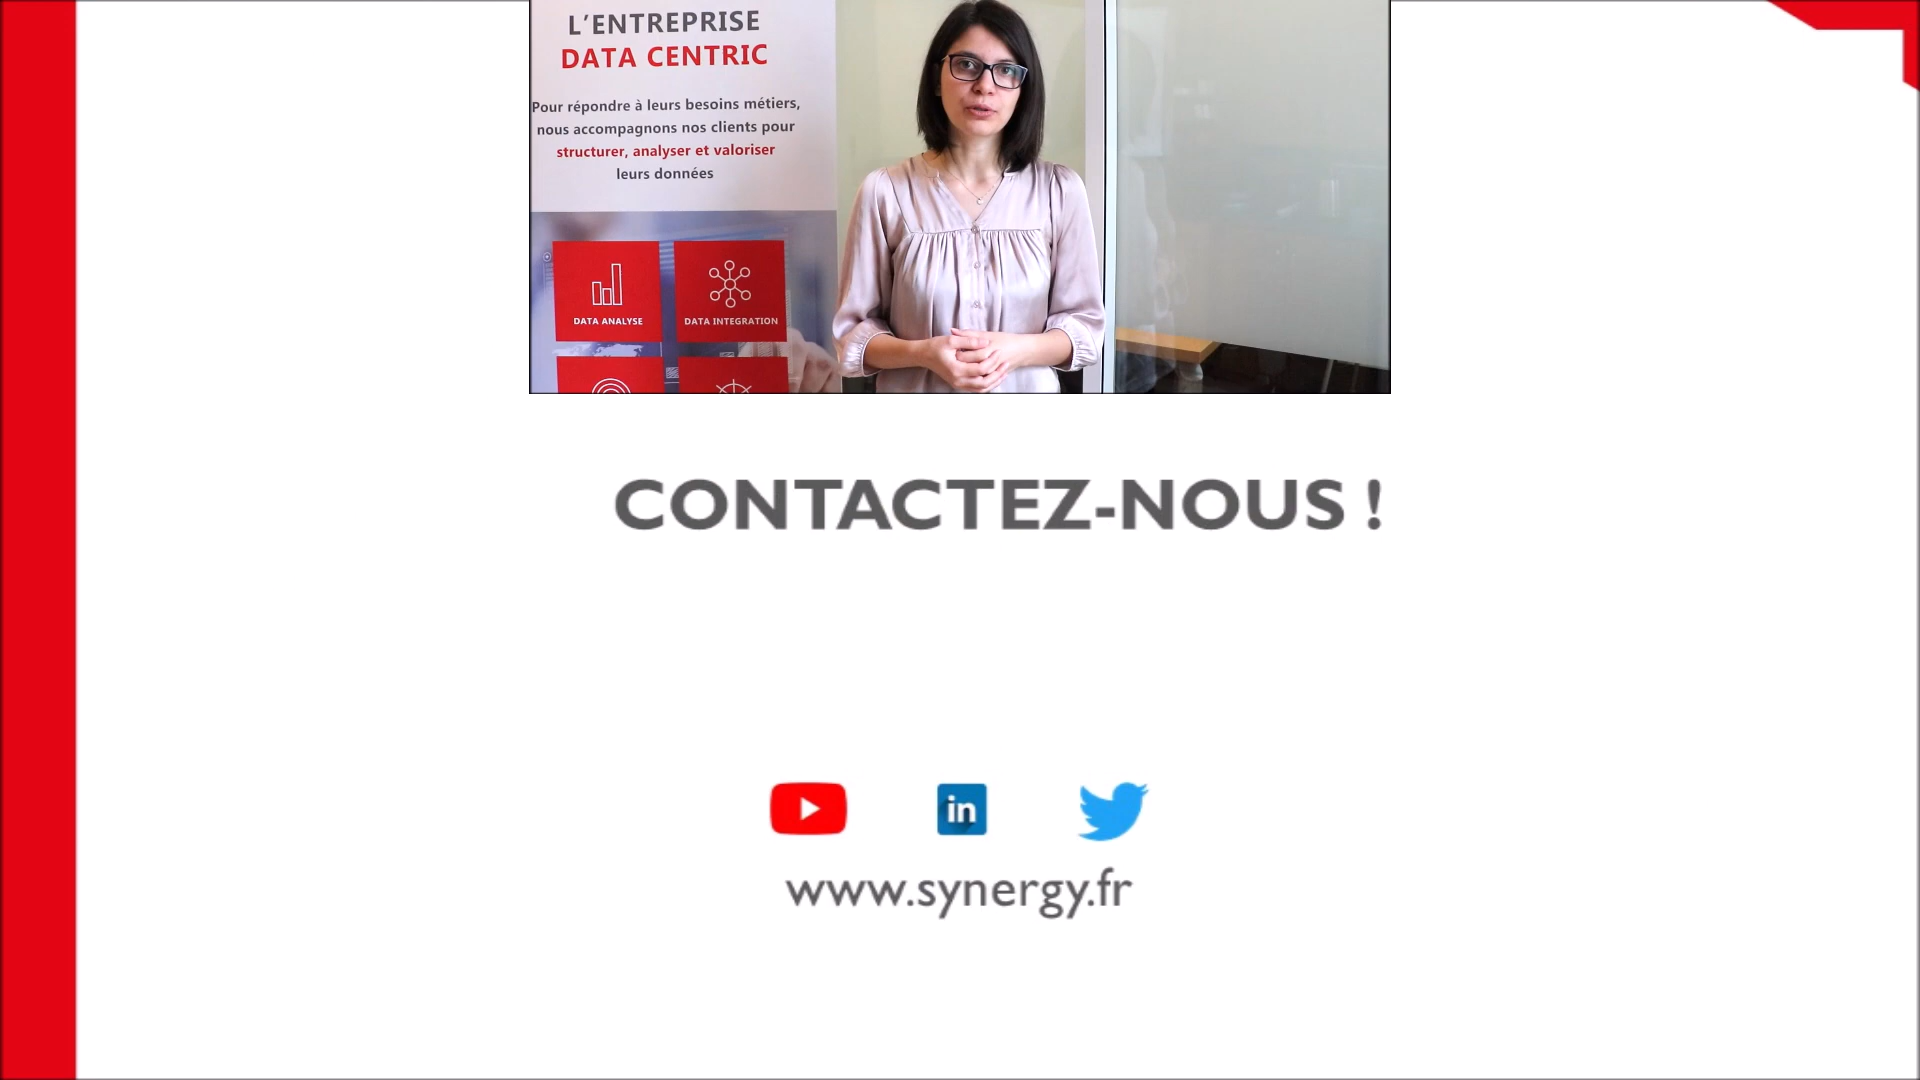 L'ENTREPRISE
DATA CENTRIC
Pour répondre à leurs besoins métiers,
nous accompagnons nos clients pour
structurer, analyser et valoriser
leurs données
DATA ANALYSE
DATA INTEGRATION
CONTACTEZ-NOUS !
in
www.synergy.fr